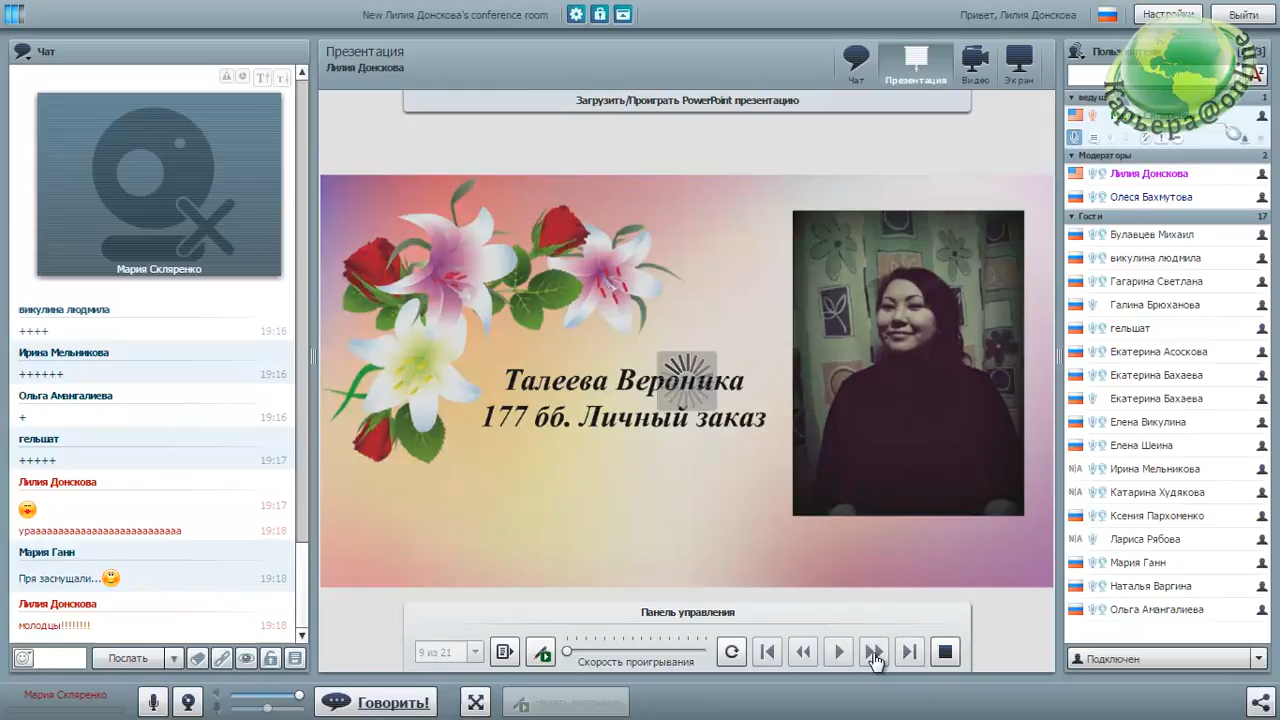 New Лилия Донскова's conference room
Привет, Лилия Донскова
Настройки
Выйти
Чат
Мария Скляренко
викулина людмила
++++ 19:16
Ирина Мельникова
++++++ 19:16
Ольга Амангалиева
+ 19:16
гельшат
+++++ 19:17
Лилия Донскова
19:17
ураааааааааааааааааааааааааа 19:18
Мария Ганн
Пря засмущали... 19:18
Лилия Донскова
молодцы!!!!!!!! 19:18
Послать
Мария Скляренко
Говорить!
Презентация
Лилия Донскова
Чат
Презентация
Видео
Экран
Загрузить/Проиграть PowerPoint презентацию
Талеева Вероника
177 бб. Личный заказ
Панель управления
9 из 21
Скорость проигрывания
карьера@online
Модераторы 2
Лилия Донскова
Олеся Бахмутова
Гости 17
Булавцев Михаил
викулина людмила
Гагарина Светлана
Галина Брюханова
гельшат
Екатерина Асоскова
Екатерина Бахаева
Екатерина Бахаева
Елена Викулина
Елена Шеина
N/A Ирина Мельникова
N/A Катарина Худякова
Ксения Пархоменко
N/A Лариса Рябова
Мария Ганн
Наталья Варгина
Ольга Амангалиева
Подключен